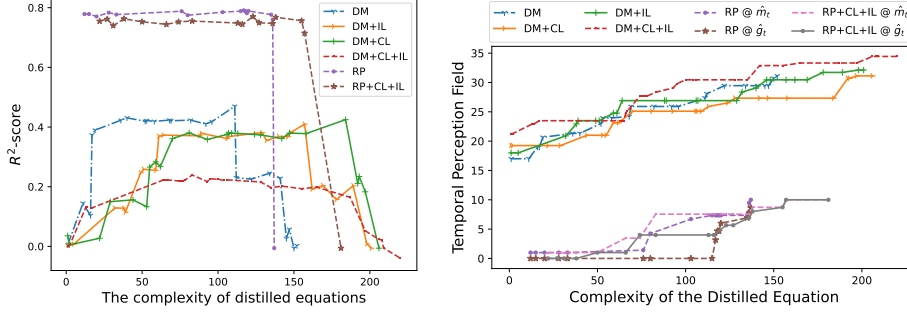 DM
DM+IL
DM+CL
DM+CL+IL
RP
RP+CL+IL
0.8
0.6
0.4
0.2
0.0
R²-score
0 50 100 150 200
The complexity of distilled equations
DM DM+IL RP @ m̂ₜ RP+CL+IL @ m̂ₜ
DM+CL DM+CL+IL RP @ ĝₜ RP+CL+IL @ ĝₜ
35
30
25
20
15
10
5
0
Temporal Perception Field
0 50 100 150 200
Complexity of the Distilled Equation